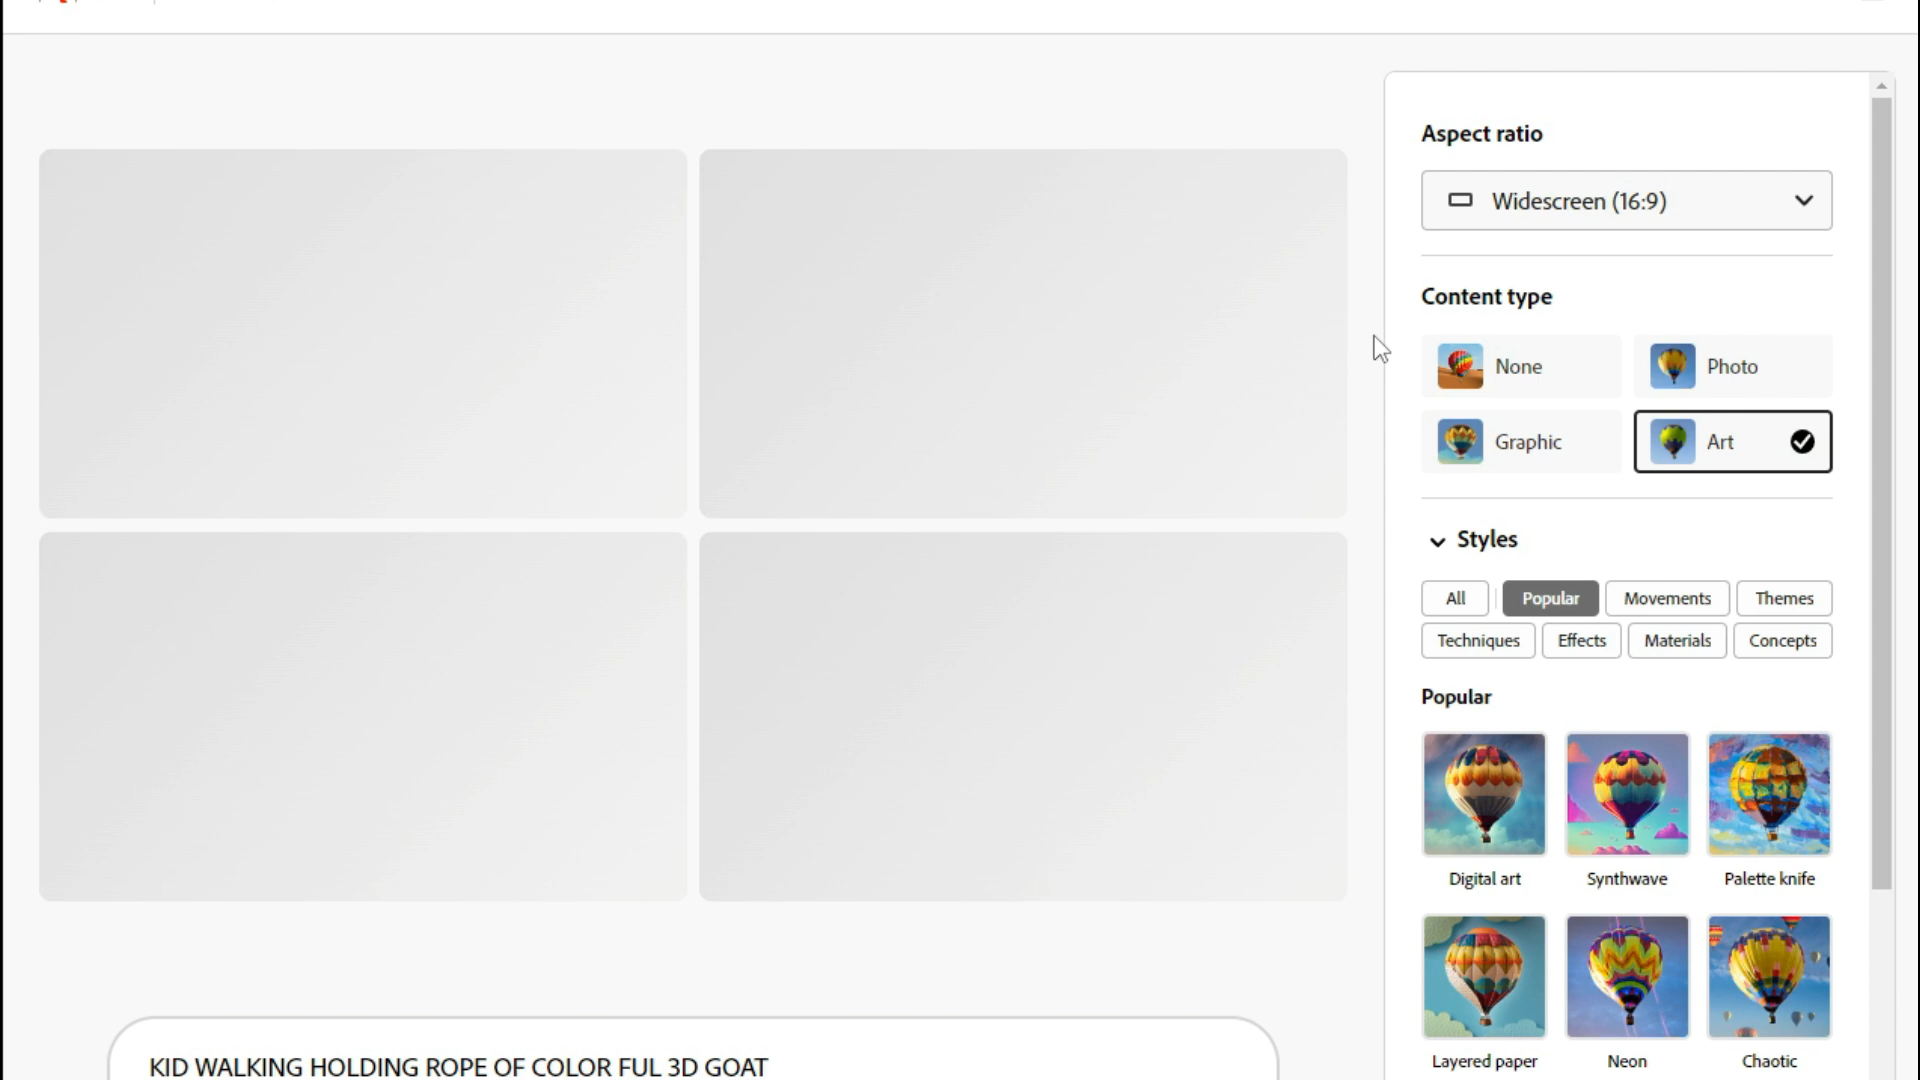 Aspect ratio
Widescreen (16:9)
Content type
None
Photo
Graphic
Art
Styles
All
Popular
Movements
Themes
Techniques
Effects
Materials
Concepts
Popular
Digital art
Synthwave
Palette knife
Layered paper
Neon
Chaotic
KID WALKING HOLDING ROPE OF COLOR FUL 3D GOAT